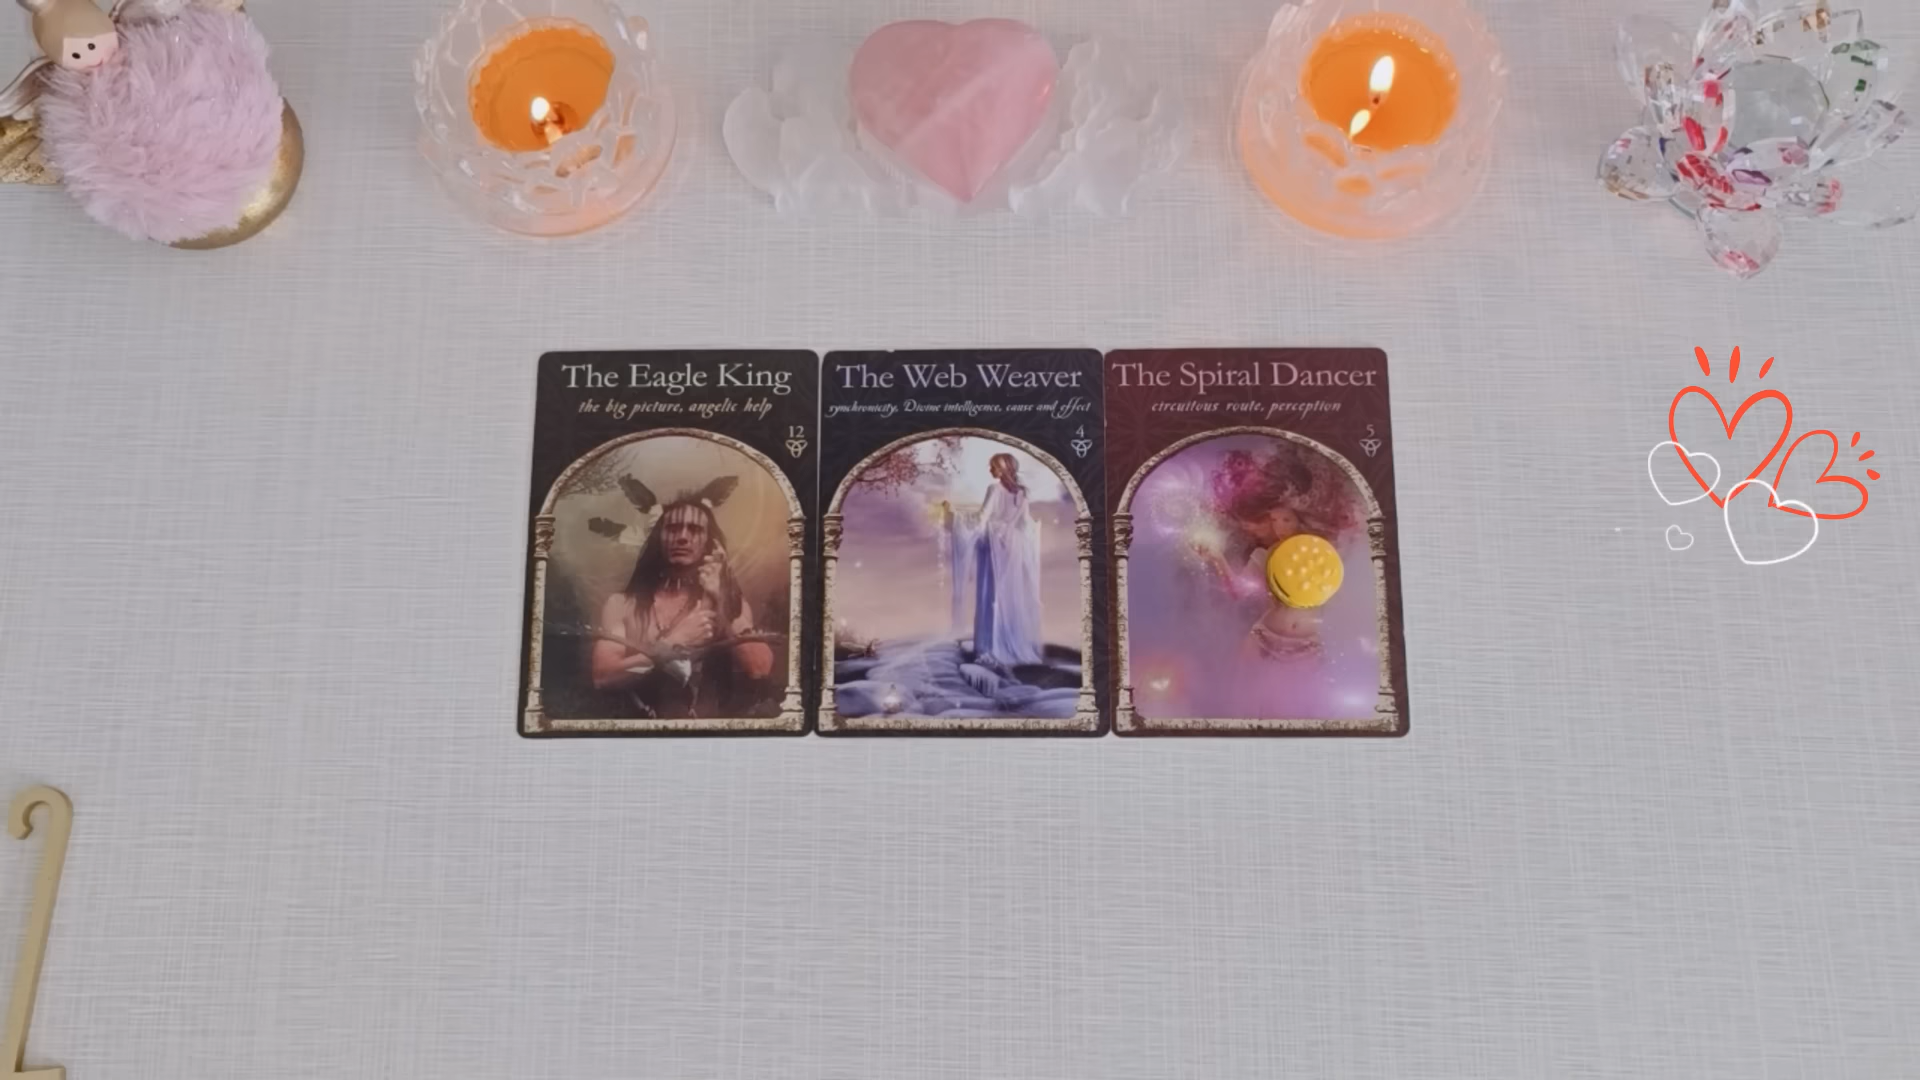 The Eagle King
the big picture, angelic help
12
The Web Weaver
synchronicity, Divine intelligence, cause and effect
4
The Spiral Dancer
circuitous route, perception
5